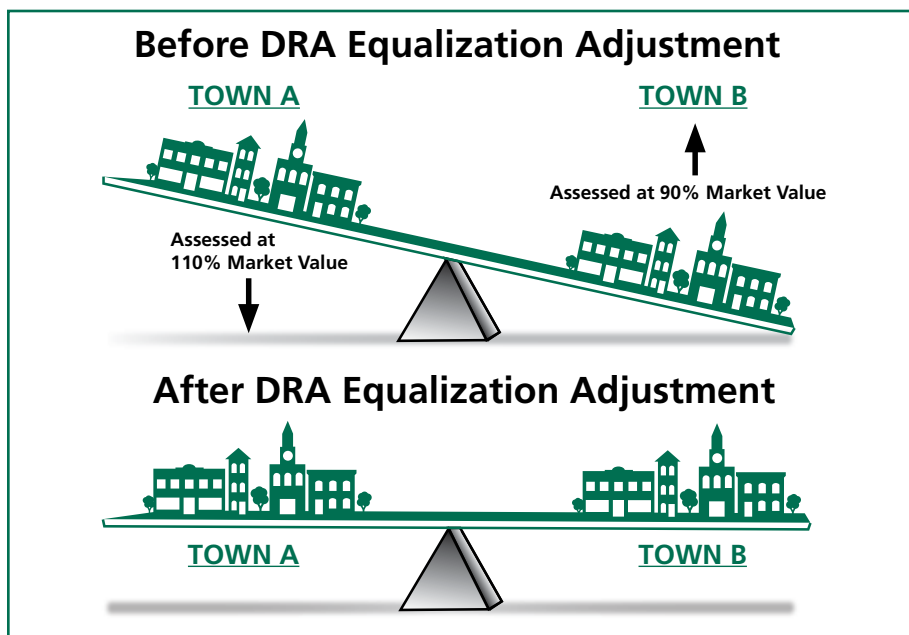 Before DRA Equalization Adjustment
TOWN A
TOWN B
Assessed at 90% Market Value
Assessed at
110% Market Value
After DRA Equalization Adjustment
TOWN A
TOWN B